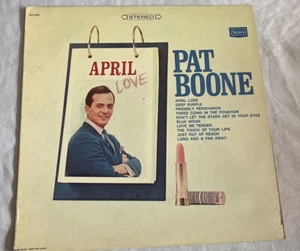 STEREO
Sears
APRIL
LOVE
PAT
BOONE
APRIL LOVE
DEEP PURPLE
FRIENDLY PERSUASION
THREE COINS IN THE FOUNTAIN
DON'T LET THE STARS GET IN YOUR EYES
BLUE MOON
LOVE ME TENDER
THE TOUCH OF YOUR LIPS
JUST OUT OF REACH
LONG AGO & FAR AWAY